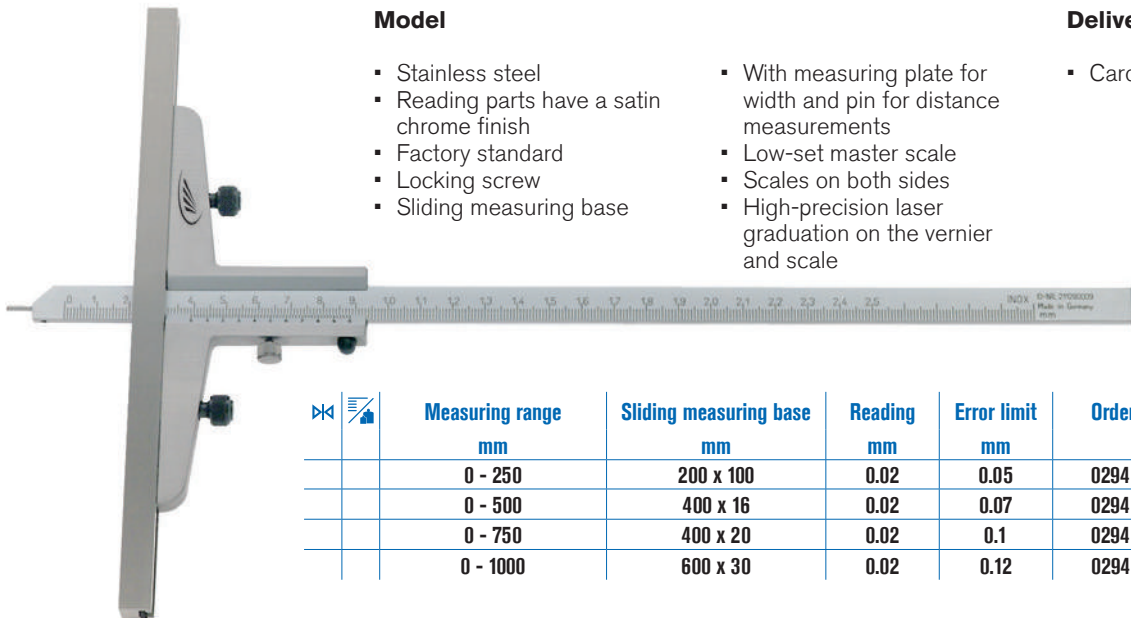 Model
▪ Stainless steel
▪ Reading parts have a satin
chrome finish
▪ Factory standard
▪ Locking screw
▪ Sliding measuring base
▪ With measuring plate for
width and pin for distance
measurements
▪ Low-set master scale
▪ Scales on both sides
▪ High-precision laser
graduation on the vernier
and scale
Delive
0 1 2 4 5 6 7 8 9 10 11 12 13 14 15 16 17 18 19 20 21 22 23 24 25
INOX
Made in Germany
mm
Measuring range Sliding measuring base Reading Error limit Order
mm mm mm mm
0 - 250 200 x 100 0.02 0.05 0294
0 - 500 400 x 16 0.02 0.07 0294
0 - 750 400 x 20 0.02 0.1 0294
0 - 1000 600 x 30 0.02 0.12 0294